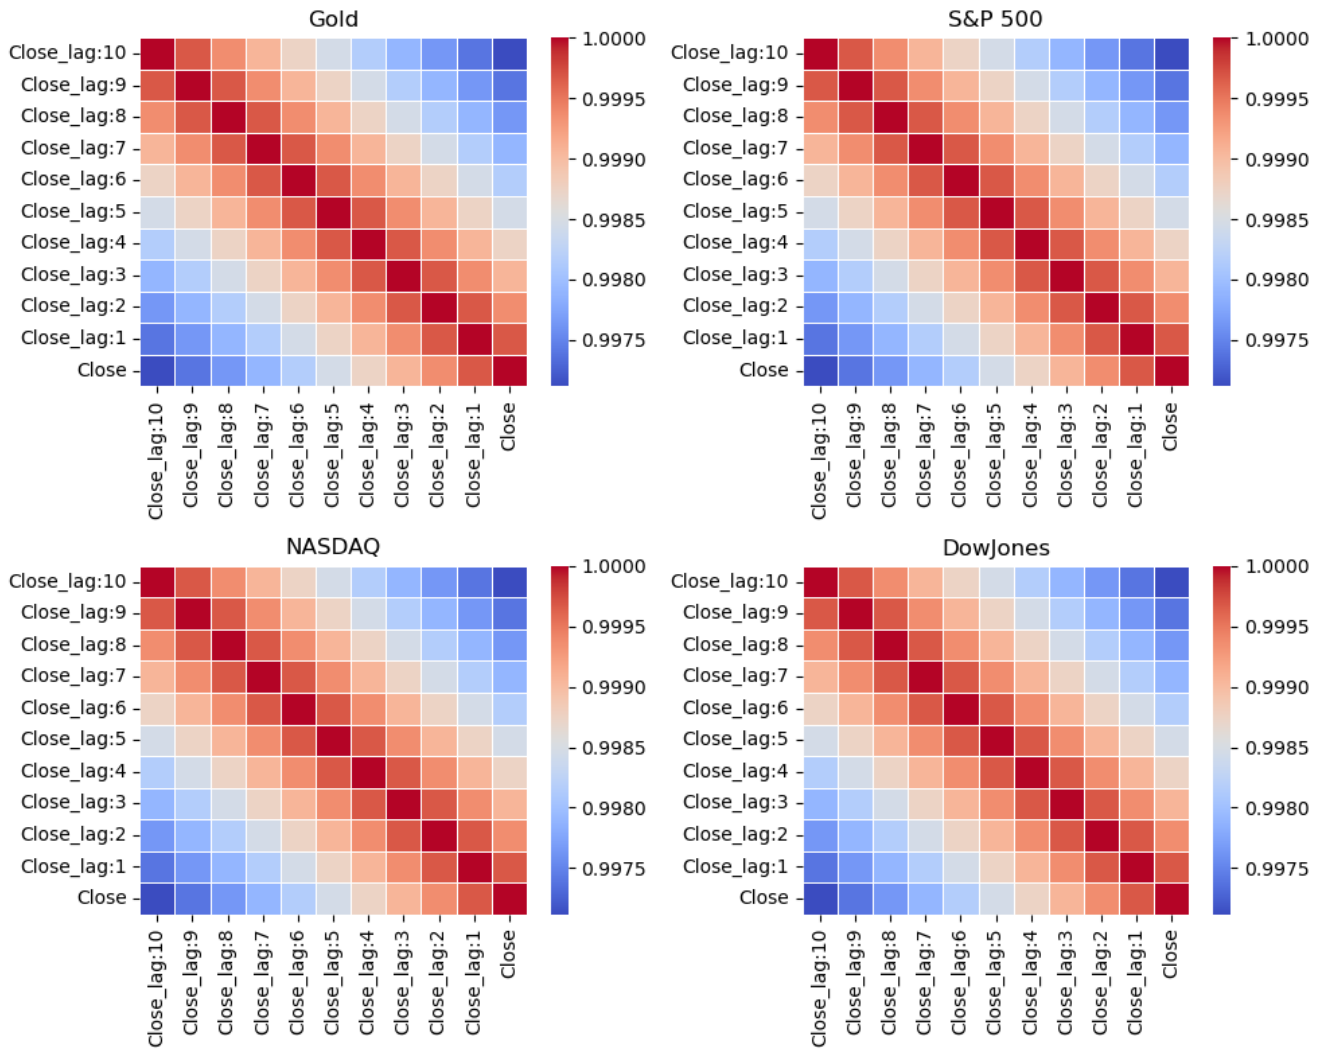 Gold
Close_lag:10
Close_lag:9
Close_lag:8
Close_lag:7
Close_lag:6
Close_lag:5
Close_lag:4
Close_lag:3
Close_lag:2
Close_lag:1
Close
Close_lag:10
Close_lag:9
Close_lag:8
Close_lag:7
Close_lag:6
Close_lag:5
Close_lag:4
Close_lag:3
Close_lag:2
Close_lag:1
Close
1.0000
0.9995
0.9990
0.9985
0.9980
0.9975
S&P 500
Close_lag:10
Close_lag:9
Close_lag:8
Close_lag:7
Close_lag:6
Close_lag:5
Close_lag:4
Close_lag:3
Close_lag:2
Close_lag:1
Close
Close_lag:10
Close_lag:9
Close_lag:8
Close_lag:7
Close_lag:6
Close_lag:5
Close_lag:4
Close_lag:3
Close_lag:2
Close_lag:1
Close
1.0000
0.9995
0.9990
0.9985
0.9980
0.9975
NASDAQ
Close_lag:10
Close_lag:9
Close_lag:8
Close_lag:7
Close_lag:6
Close_lag:5
Close_lag:4
Close_lag:3
Close_lag:2
Close_lag:1
Close
Close_lag:10
Close_lag:9
Close_lag:8
Close_lag:7
Close_lag:6
Close_lag:5
Close_lag:4
Close_lag:3
Close_lag:2
Close_lag:1
Close
1.0000
0.9995
0.9990
0.9985
0.9980
0.9975
DowJones
Close_lag:10
Close_lag:9
Close_lag:8
Close_lag:7
Close_lag:6
Close_lag:5
Close_lag:4
Close_lag:3
Close_lag:2
Close_lag:1
Close
Close_lag:10
Close_lag:9
Close_lag:8
Close_lag:7
Close_lag:6
Close_lag:5
Close_lag:4
Close_lag:3
Close_lag:2
Close_lag:1
Close
1.0000
0.9995
0.9990
0.9985
0.9980
0.9975